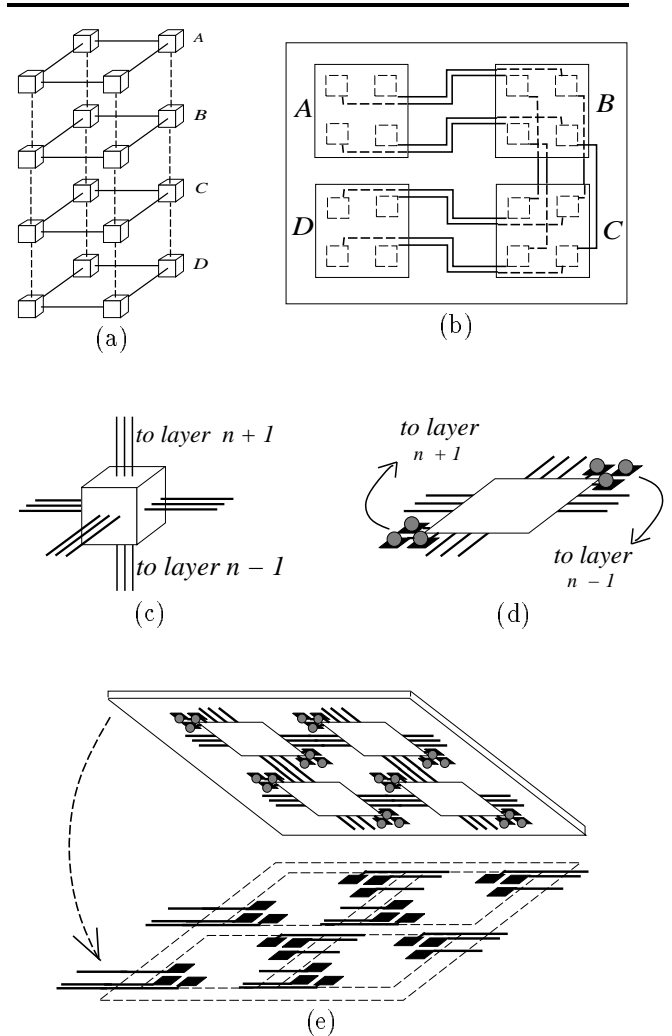 A
B
C
D
(a)
A
B
D
C
(b)
to layer n + 1
to layer n – 1
(c)
to layer
n + 1
to layer
n – 1
(d)
(e)